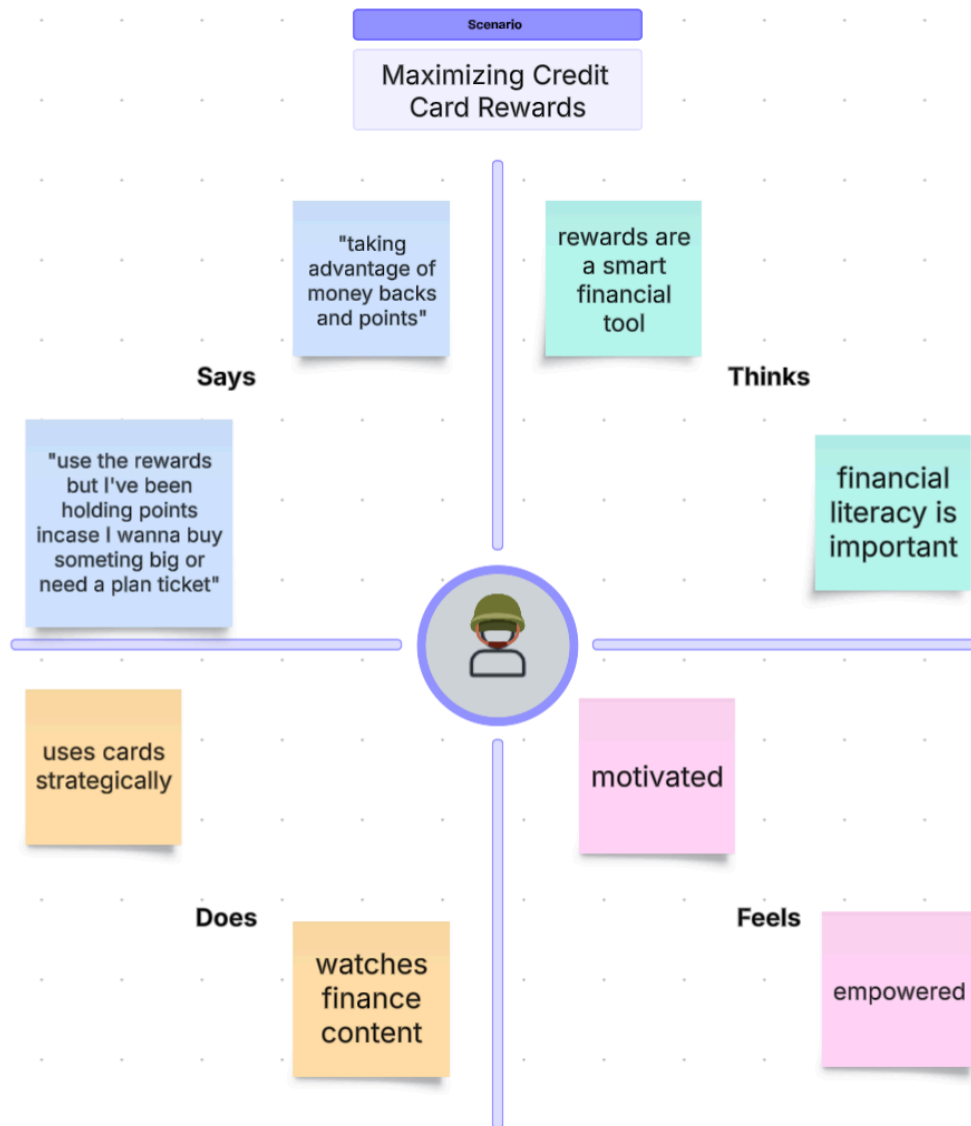 Scenario
Maximizing Credit
Card Rewards
"taking
advantage of
money backs
and points"
rewards are
a smart
financial
tool
Says
Thinks
"use the rewards
but I've been
holding points
incase I wanna buy
someting big or
need a plan ticket"
financial
literacy is
important
uses cards
strategically
motivated
Does
Feels
watches
finance
content
empowered